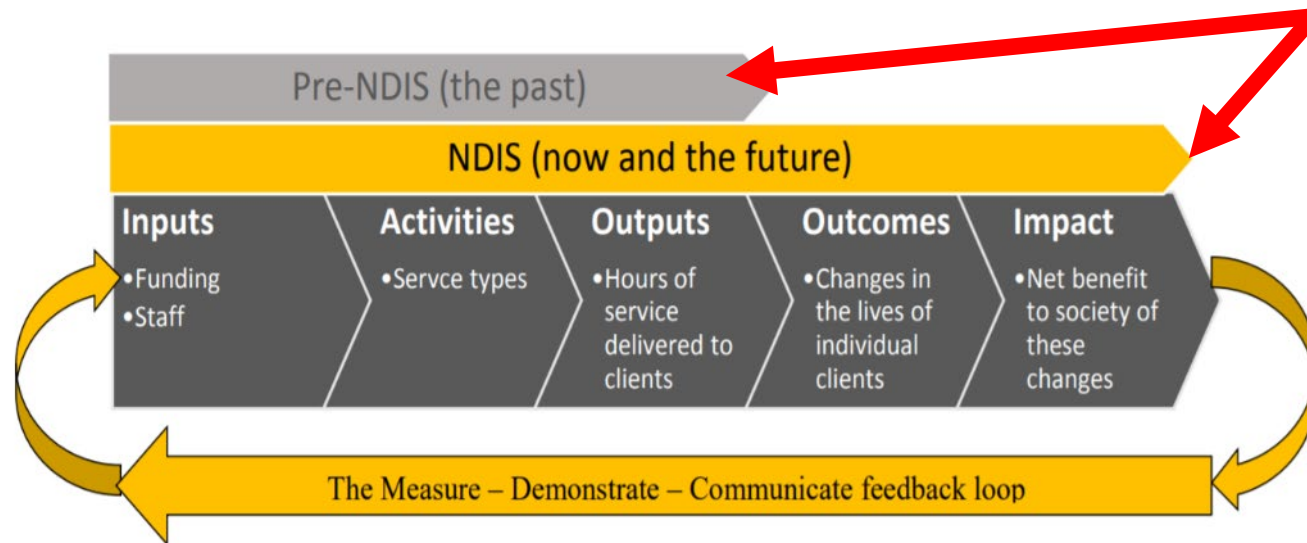 Pre-NDIS (the past)
NDIS (now and the future)
Inputs
•Funding
•Staff
Activities
•Servce types
Outputs
•Hours of
service
delivered to
clients
Outcomes
•Changes in
the lives of
individual
clients
Impact
•Net benefit
to society of
these
changes
The Measure – Demonstrate – Communicate feedback loop